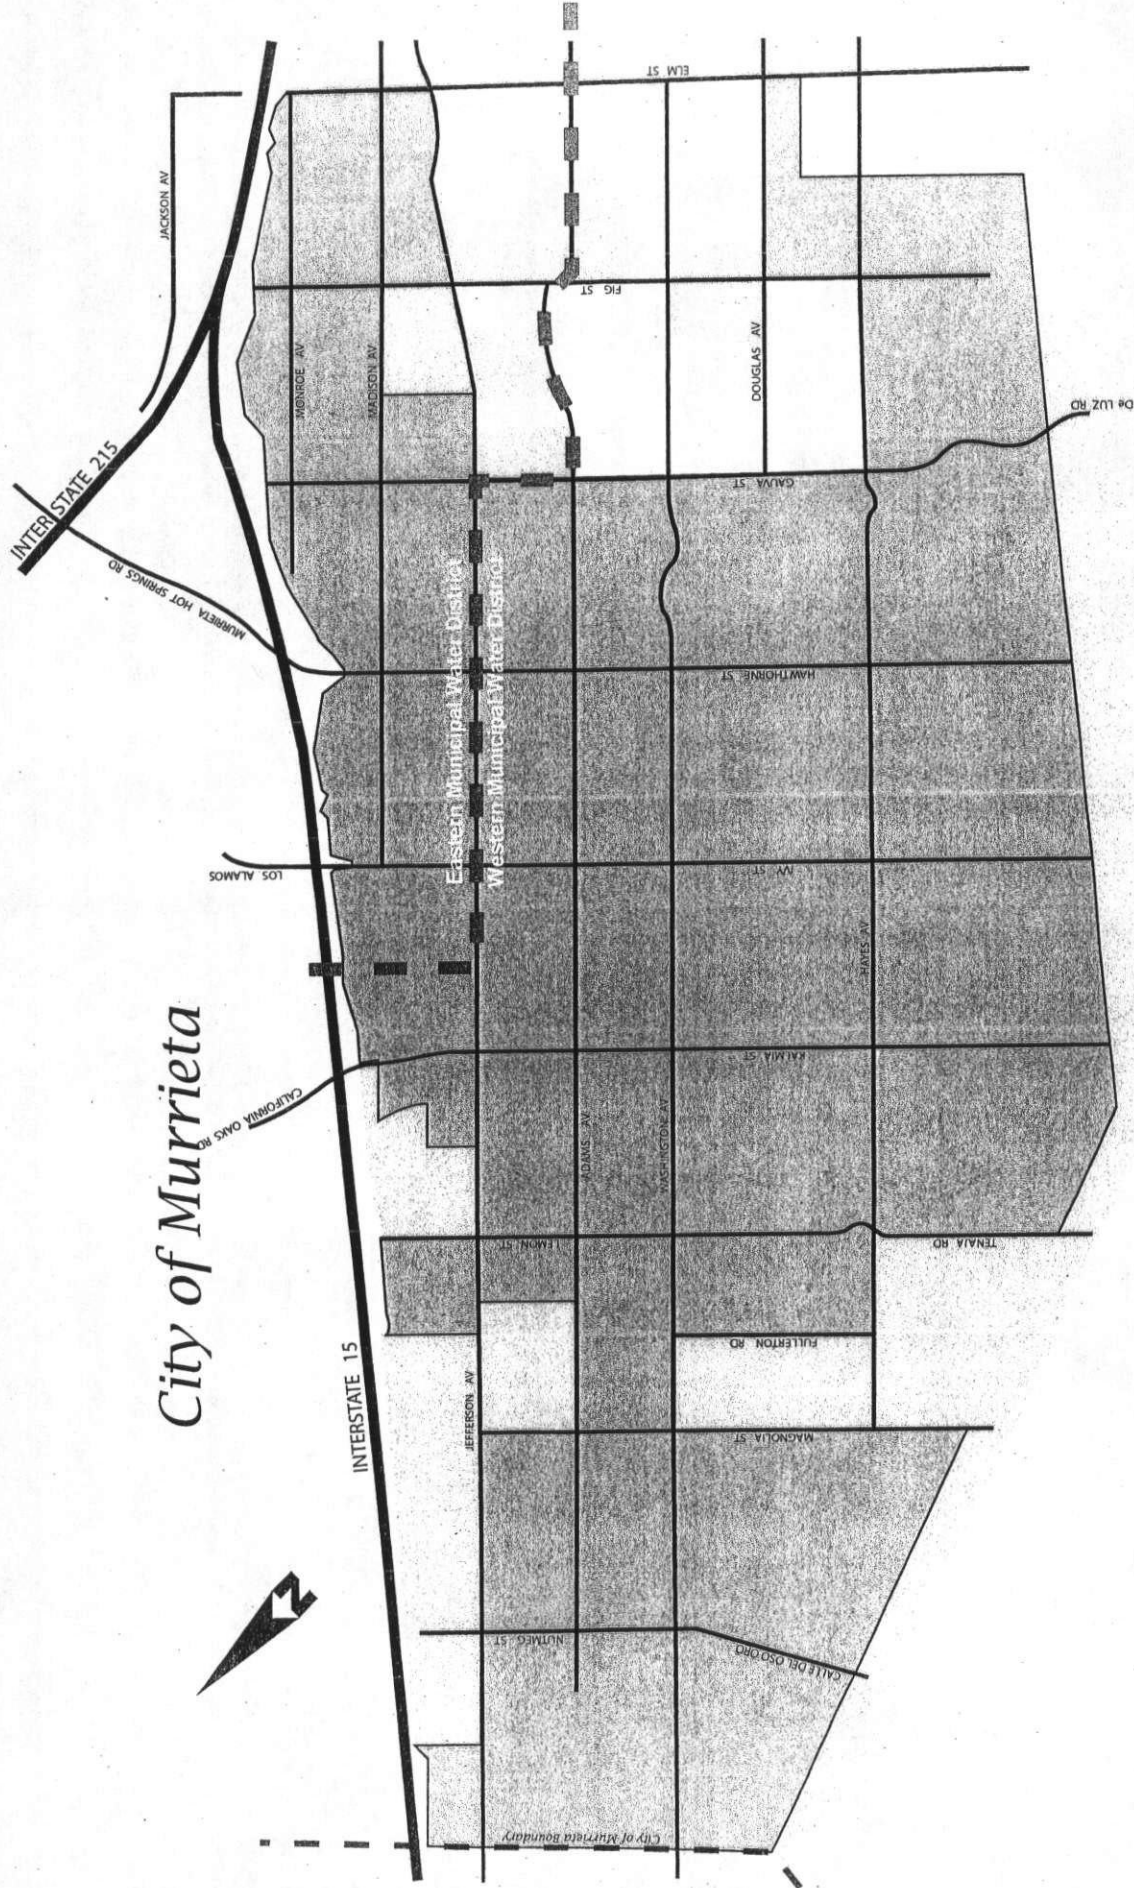 City of Murrieta
ELM ST
JACKSON AV
FIG ST
MONROE AV
MADISON AV
DOUGLAS AV
De LUZ RD
INTERSTATE 215
GAUVA ST
MURRIETA HOT SPRINGS RD
Eastern Municipal Water District
Western Municipal Water District
HAWTHORNE ST
LOS ALAMOS
IVY ST
HAYES AV
CALIFORNIA OAKS RD
KALMIA ST
ADAMS AV
WASHINGTON AV
LEMON ST
TENAJA RD
INTERSTATE 15
FULLERTON RD
JEFFERSON AV
MAGNOLIA ST
N
NUTMEG ST
CALLE DEL OSO ORO
City of Murrieta Boundary